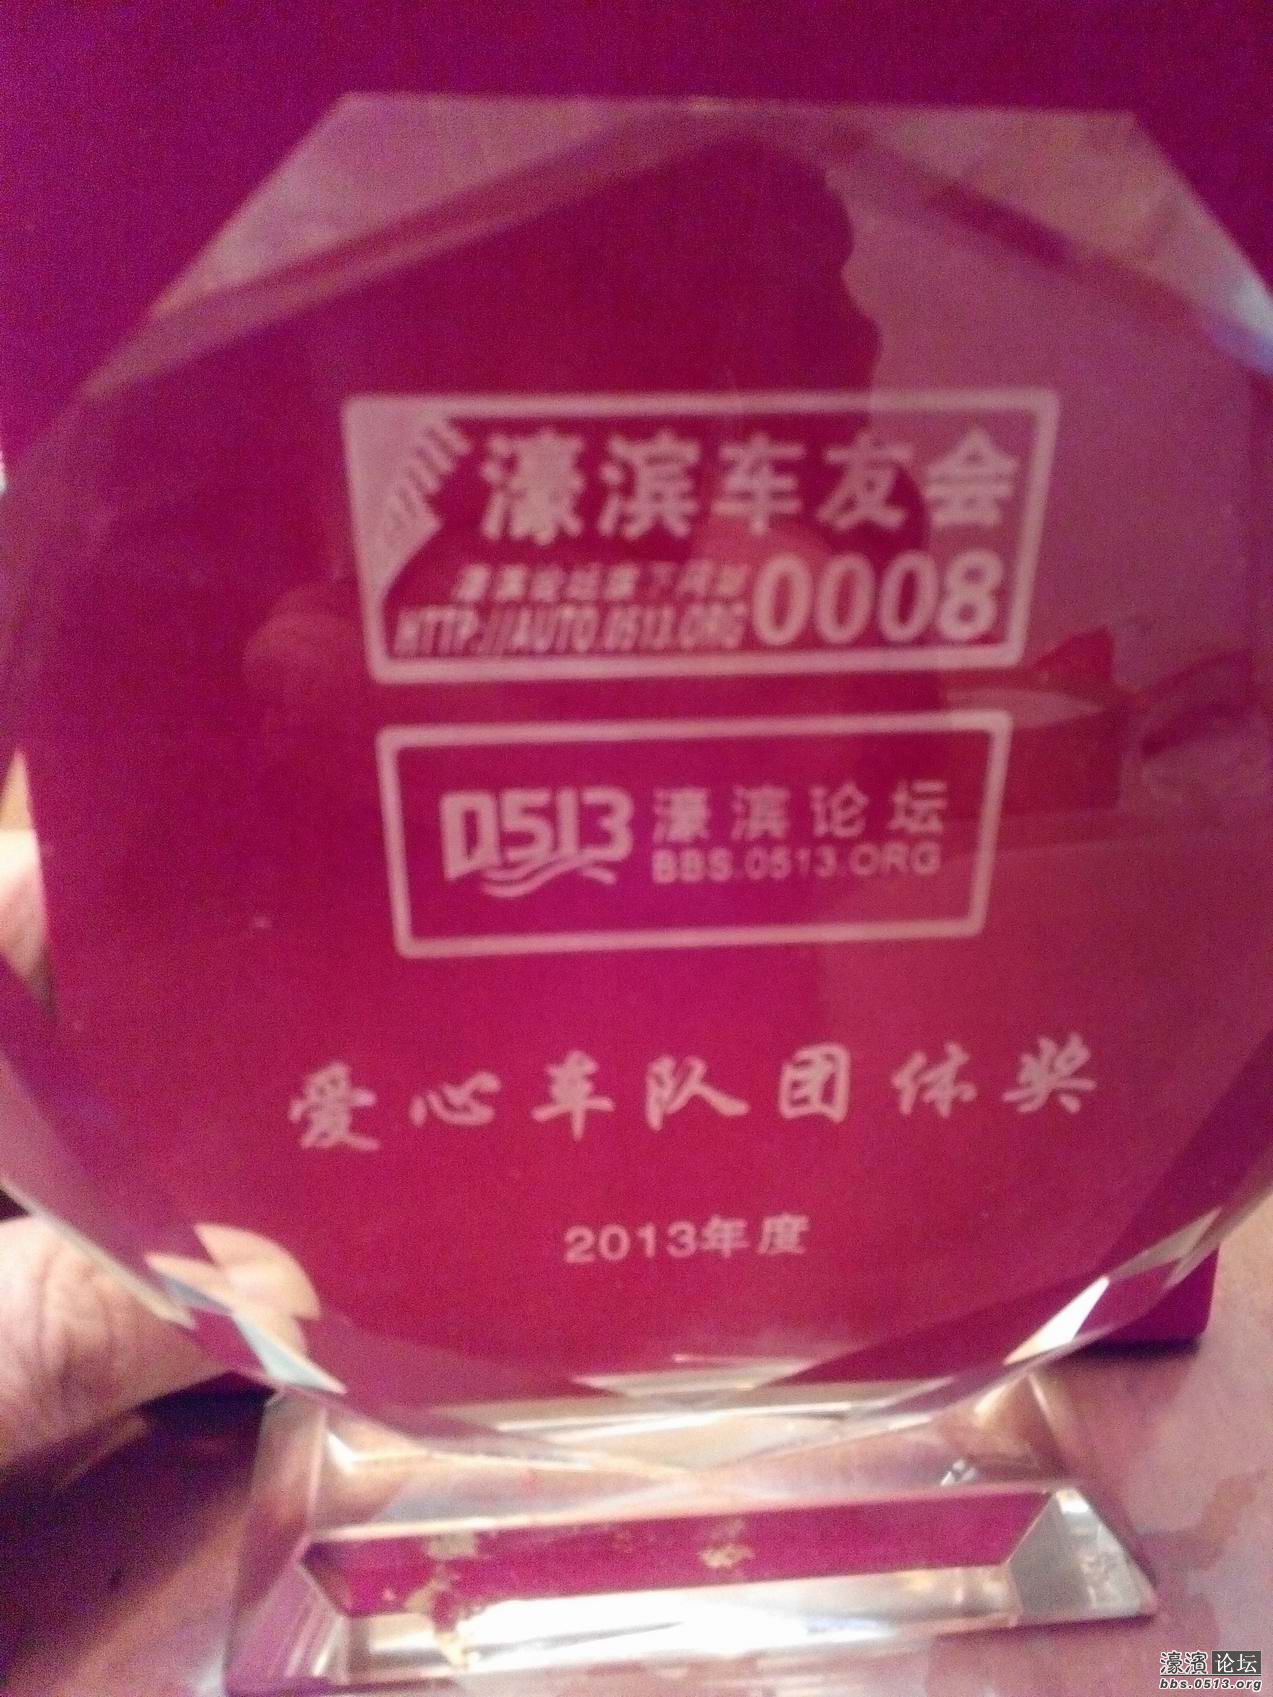 濠滨车友会
濠滨论坛旗下网站
HTTP://AUTO.0513.ORG 0008
0513 濠滨论坛
BBS.0513.ORG
爱心车队团体奖
2013年度
濠滨论坛
bbs.0513.org